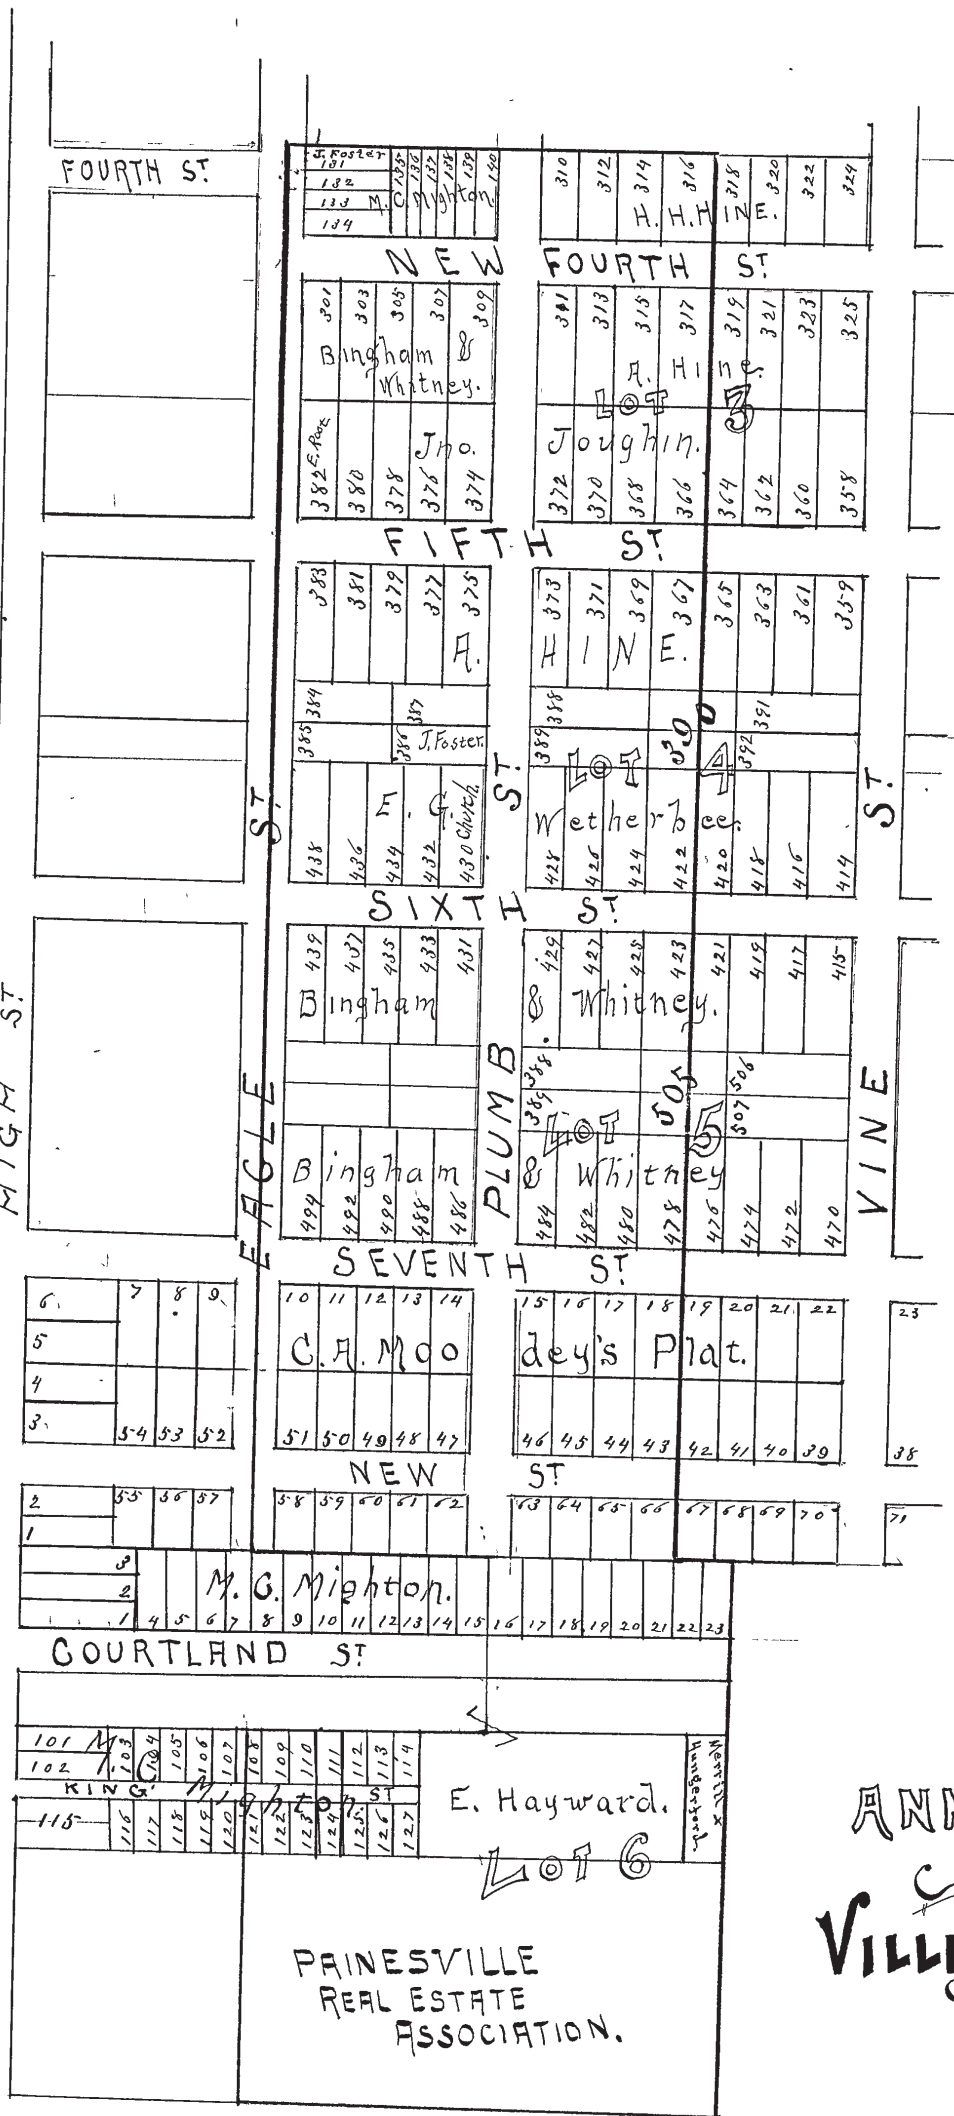 FOURTH ST.
J. Foster
131
132
133
134
M. C. Mighton.
135 136 137 138 139 140
310 312 314 316 318 320 322 324
H. H. HINE.
NEW FOURTH ST.
301 303 305 307 309
311 313 315 317 319 321 323 325
Bingham & Whitney.
A. Hine.
LOT 3
E. Root Jno. Joughin.
382 380 378 376 374
372 370 368 366 364 362 360 358
FIFTH ST.
383 381 379 377 375
373 371 369 367 365 363 361 359
A. HINE.
384 387 388 390 391
385 386 J. Foster. 389 392
LOT 4
E. G. Wetherbee.
Church.
438 436 434 432 430
428 426 424 422 420 418 416 414
SIXTH ST.
439 437 435 433 431
429 427 425 423 421 419 417 415
Bingham & Whitney.
388 506
389 505 507
LOT 5
Bingham & Whitney
494 492 490 488 486
484 482 480 478 476 474 472 470
SEVENTH ST.
HIGH ST.
EAGLE ST.
PLUMB ST.
VINE ST.
6. 7 8 9 10 11 12 13 14 15 16 17 18 19 20 21 22 23
5
4
3.
C. A. Moodey's Plat.
54 53 52 51 50 49 48 47 46 45 44 43 42 41 40 39 38
NEW ST.
2 55 56 57 58 59 60 61 62 63 64 65 66 67 68 69 70 71
1
3
2
M. C. Mighton.
1 4 5 6 7 8 9 10 11 12 13 14 15 16 17 18 19 20 21 22 23
COURTLAND ST.
101
102
M. C. Mighton
103 104 105 106 107 108 109 110 111 112 113 114
KING ST
115 116 117 118 119 120 121 122 123 124 125 126 127
E. Hayward.
Merrill & Hungerford.
LOT 6
PAINESVILLE
REAL ESTATE
ASSOCIATION.